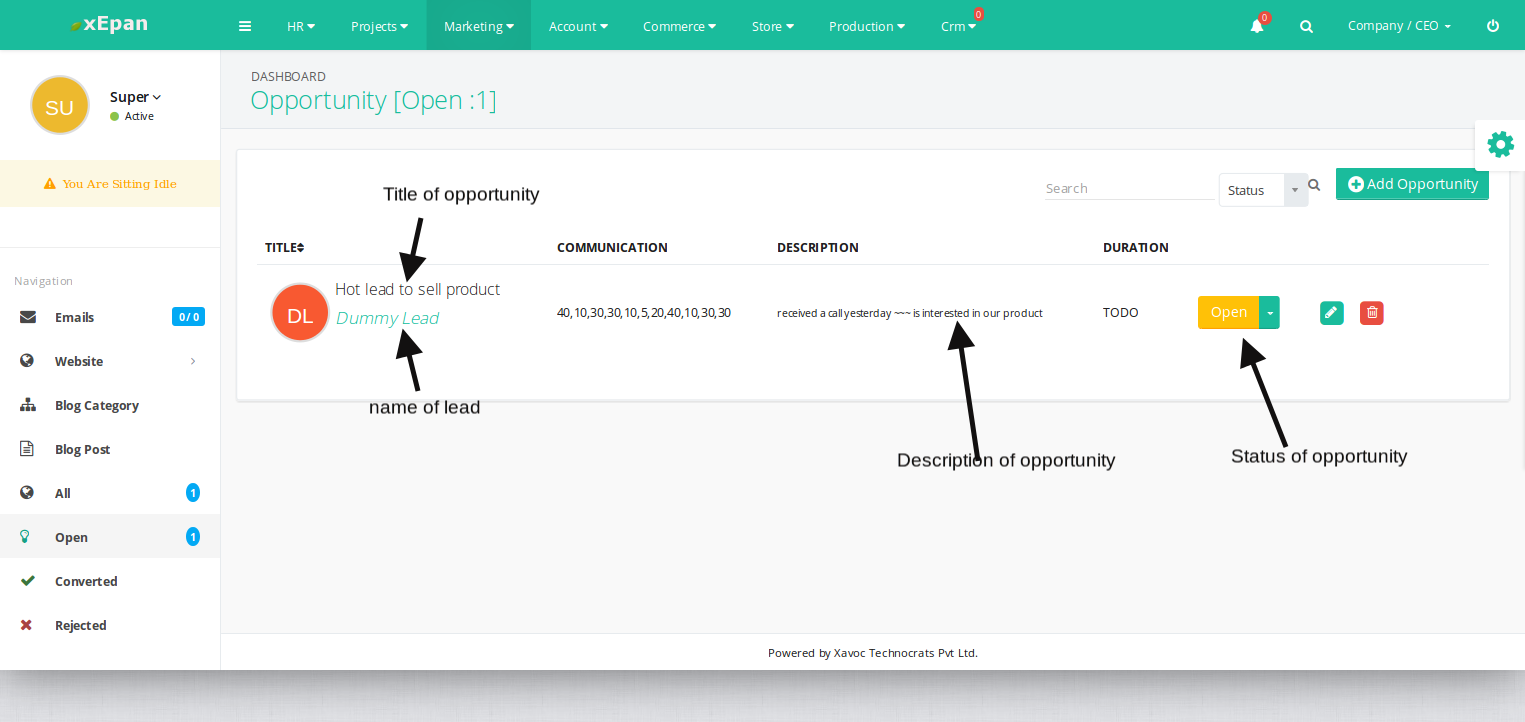 xEpan
HR
Projects
Marketing
Account
Commerce
Store
Production
Crm
0
0
Company / CEO
SU
Super
Active
You Are Sitting Idle
Navigation
Emails
0/ 0
Website
Blog Category
Blog Post
All
1
Open
1
Converted
Rejected
DASHBOARD
Opportunity [Open :1]
Title of opportunity
Search
Status
Add Opportunity
TITLE
COMMUNICATION
DESCRIPTION
DURATION
DL
Hot lead to sell product
Dummy Lead
40,10,30,30,10,5,20,40,10,30,30
received a call yesterday ~~~ is interested in our product
TODO
Open
name of lead
Description of opportunity
Status of opportunity
Powered by Xavoc Technocrats Pvt Ltd.